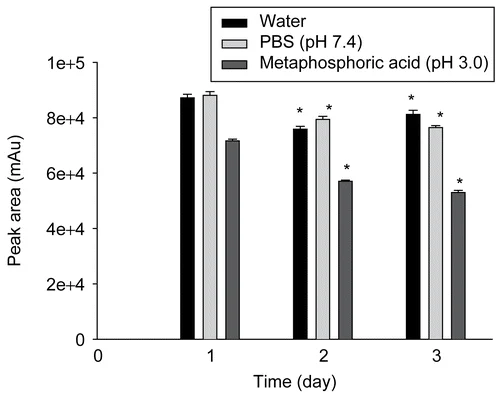 Water
PBS (pH 7.4)
Metaphosphoric acid (pH 3.0)
1e+5
8e+4
6e+4
4e+4
2e+4
0
Peak area (mAu)
* * *
* * *
0 1 2 3
Time (day)